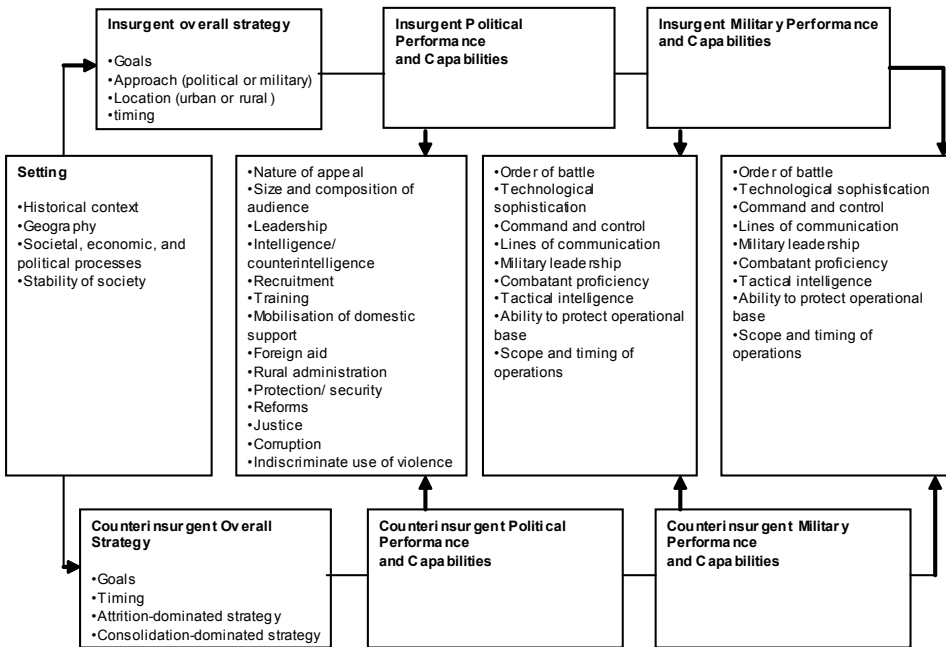 Insurgent overall strategy
•Goals
•Approach (political or military)
•Location (urban or rural )
•timing
Insurgent Political
Performance
and Capabilities
Insurgent Military Performance
and Capabilities
Setting
•Historical context
•Geography
•Societal, economic, and
political processes
•Stability of society
•Nature of appeal
•Size and composition of
audience
•Leadership
•Intelligence/
counterintelligence
•Recruitment
•Training
•Mobilisation of domestic
support
•Foreign aid
•Rural administration
•Protection/ security
•Reforms
•Justice
•Corruption
•Indiscriminate use of violence
•Order of battle
•Technological
sophistication
•Command and control
•Lines of communication
•Military leadership
•Combatant proficiency
•Tactical intelligence
•Ability to protect operational
base
•Scope and timing of
operations
•Order of battle
•Technological sophistication
•Command and control
•Lines of communication
•Military leadership
•Combatant proficiency
•Tactical intelligence
•Ability to protect operational
base
•Scope and timing of
operations
Counterinsurgent Overall
Strategy
•Goals
•Timing
•Attrition-dominated strategy
•Consolidation-dominated strategy
Counterinsurgent Political
Performance
and Capabilities
Counterinsurgent Military
Performance
and Capabilities